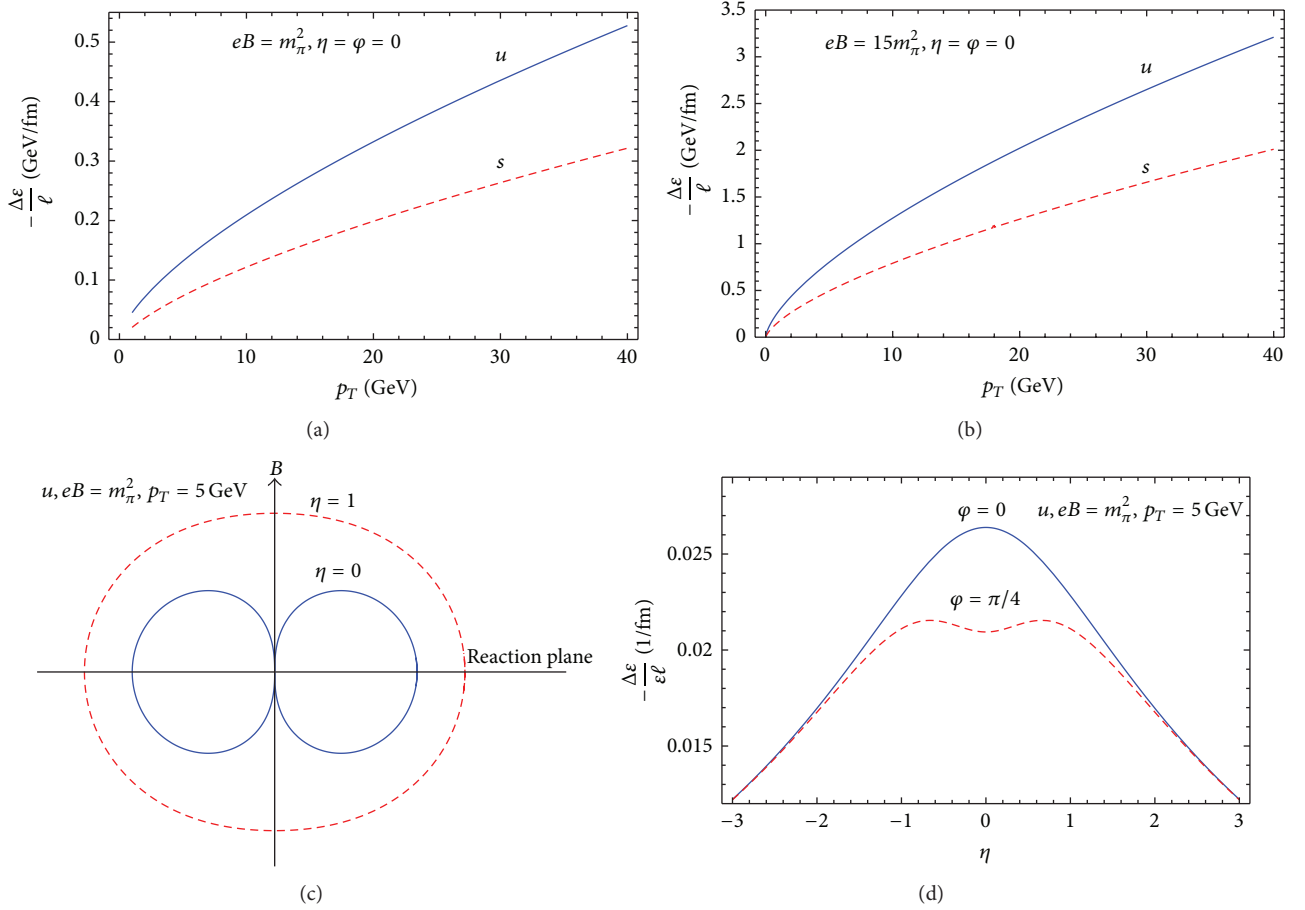 eB = m_π^2, η = φ = 0
u
s
0.5
0.4
0.3
0.2
0.1
0
−Δε/ℓ (GeV/fm)
0 10 20 30 40
p_T (GeV)
(a)
eB = 15m_π^2, η = φ = 0
u
s
3.5
3
2.5
2
1.5
1
0.5
0
−Δε/ℓ (GeV/fm)
0 10 20 30 40
p_T (GeV)
(b)
B
u, eB = m_π^2, p_T = 5 GeV
η = 1
η = 0
Reaction plane
(c)
φ = 0
u, eB = m_π^2, p_T = 5 GeV
φ = π/4
0.025
0.02
0.015
−Δε/εℓ (1/fm)
−3 −2 −1 0 1 2 3
η
(d)